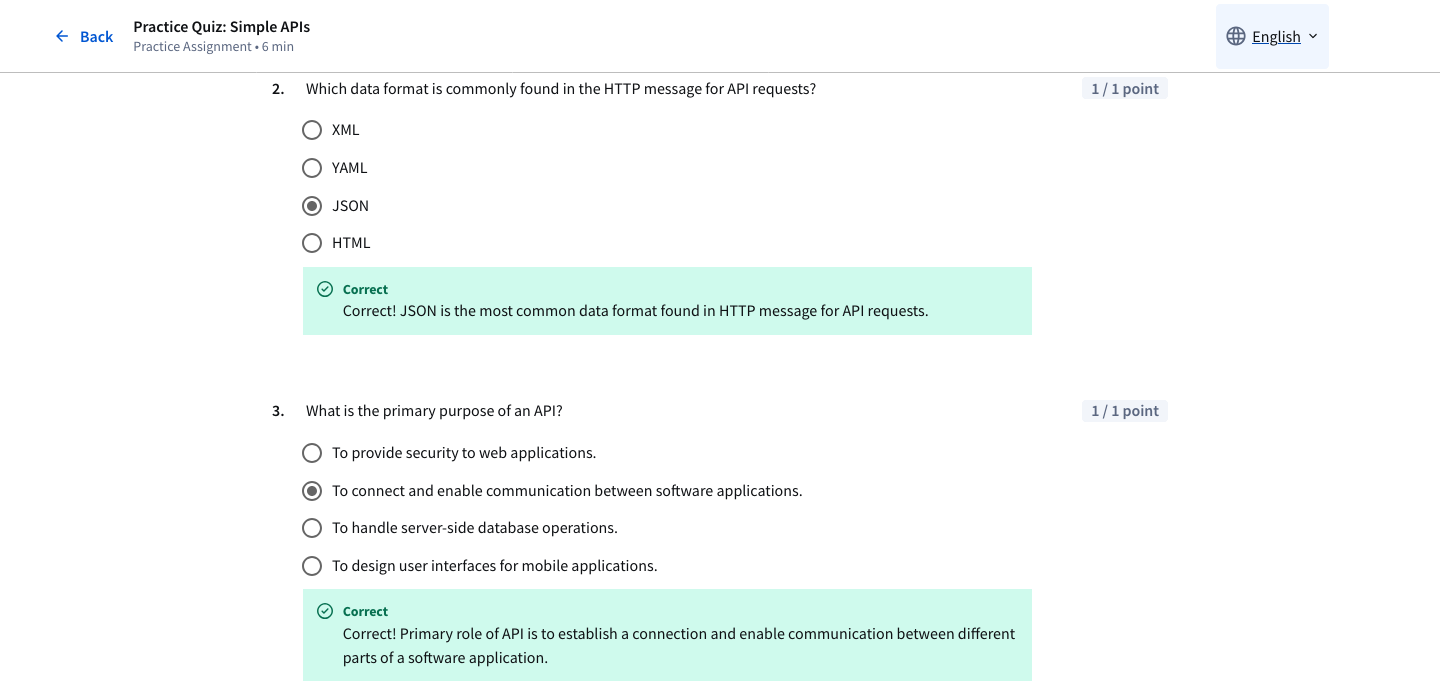 Back
Practice Quiz: Simple APIs
Practice Assignment • 6 min
English
2. Which data format is commonly found in the HTTP message for API requests? 1 / 1 point
XML
YAML
JSON
HTML
Correct
Correct! JSON is the most common data format found in HTTP message for API requests.
3. What is the primary purpose of an API? 1 / 1 point
To provide security to web applications.
To connect and enable communication between software applications.
To handle server-side database operations.
To design user interfaces for mobile applications.
Correct
Correct! Primary role of API is to establish a connection and enable communication between different
parts of a software application.